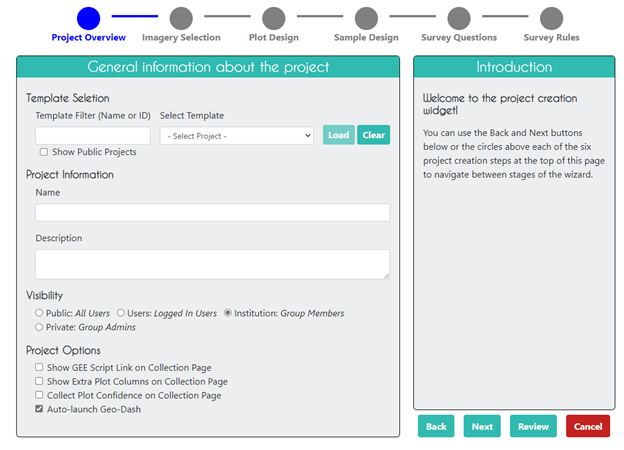 Project Overview
Imagery Selection
Plot Design
Sample Design
Survey Questions
Survey Rules
General information about the project
Template Seletion
Template Filter (Name or ID)
Select Template
- Select Project -
Load
Clear
Show Public Projects
Project Information
Name
Description
Visibility
Public: All Users
Users: Logged In Users
Institution: Group Members
Private: Group Admins
Project Options
Show GEE Script Link on Collection Page
Show Extra Plot Columns on Collection Page
Collect Plot Confidence on Collection Page
Auto-launch Geo-Dash
Introduction
Welcome to the project creation
widget!
You can use the Back and Next buttons
below or the circles above each of the six
project creation steps at the top of this page
to navigate between stages of the wizard.
Back
Next
Review
Cancel